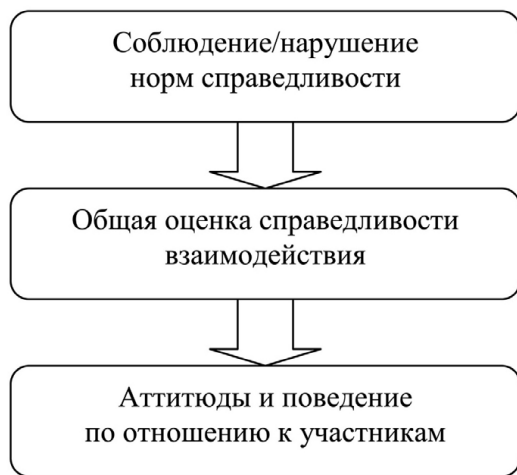 Соблюдение/нарушение
норм справедливости
Общая оценка справедливости
взаимодействия
Аттитюды и поведение
по отношению к участникам